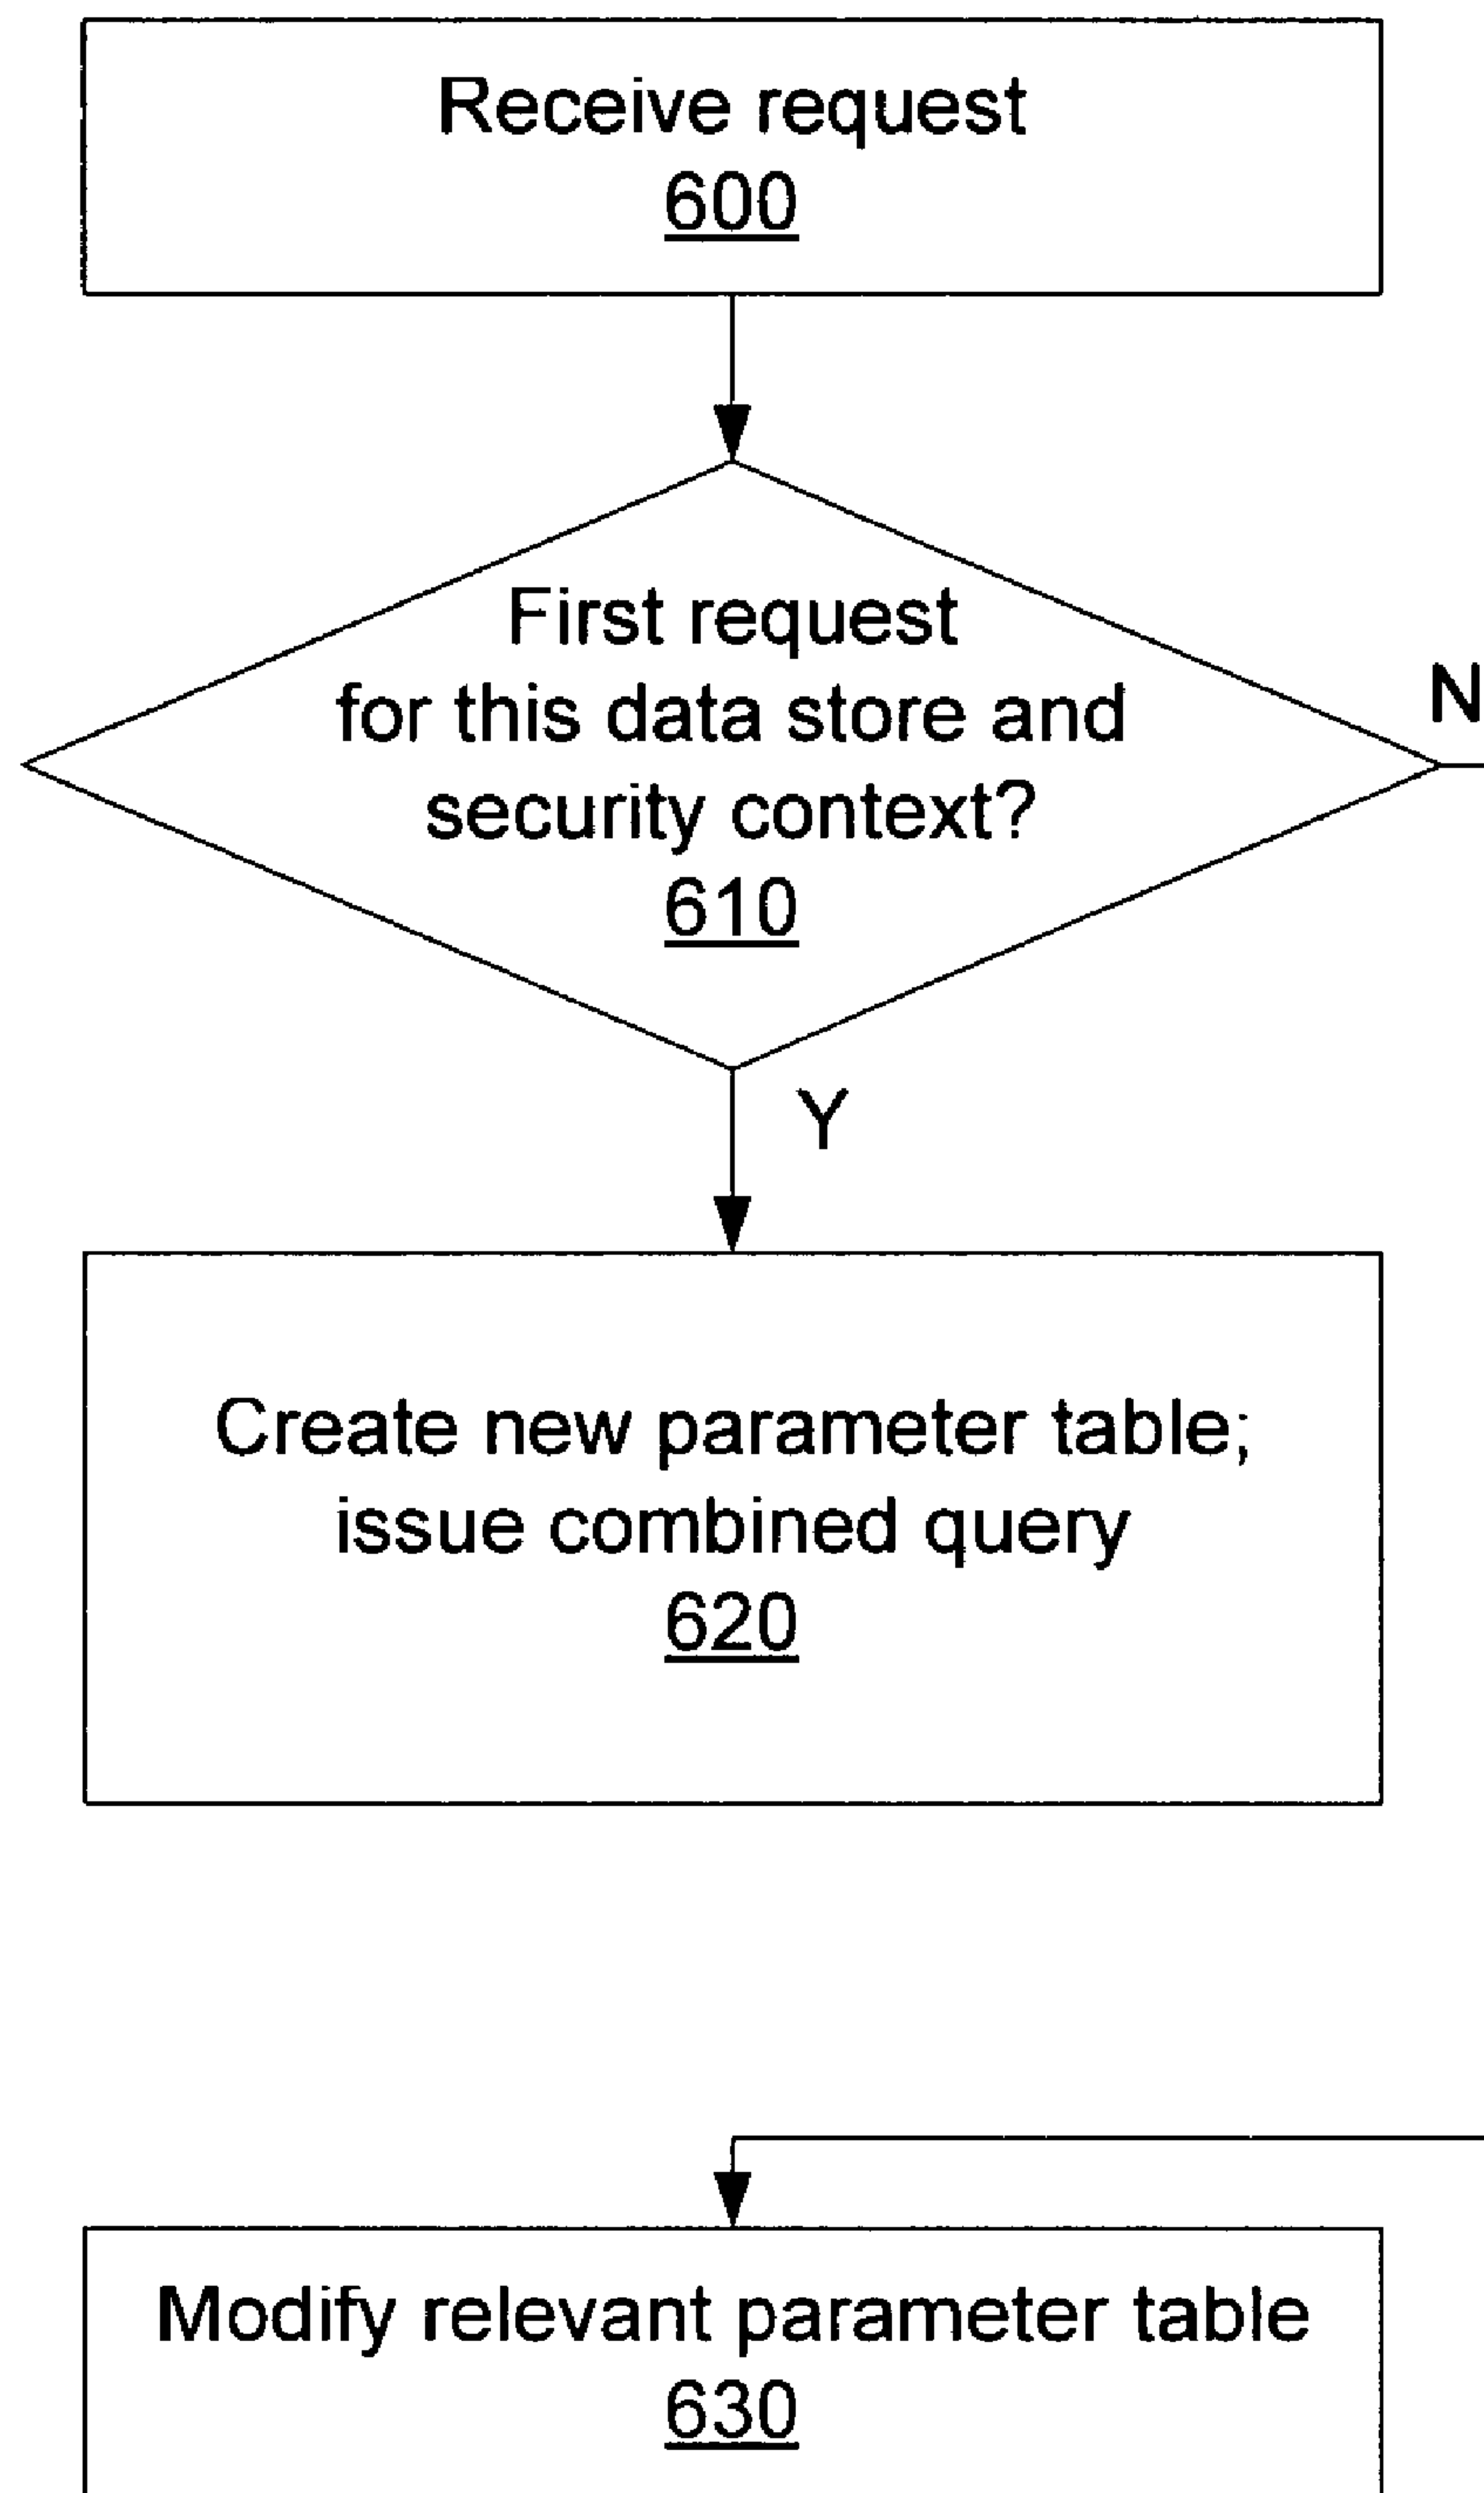 Receive request
600
First request
for this data store and
security context?
610
N
Y
Create new parameter table;
issue combined query
620
Modify relevant parameter table
630